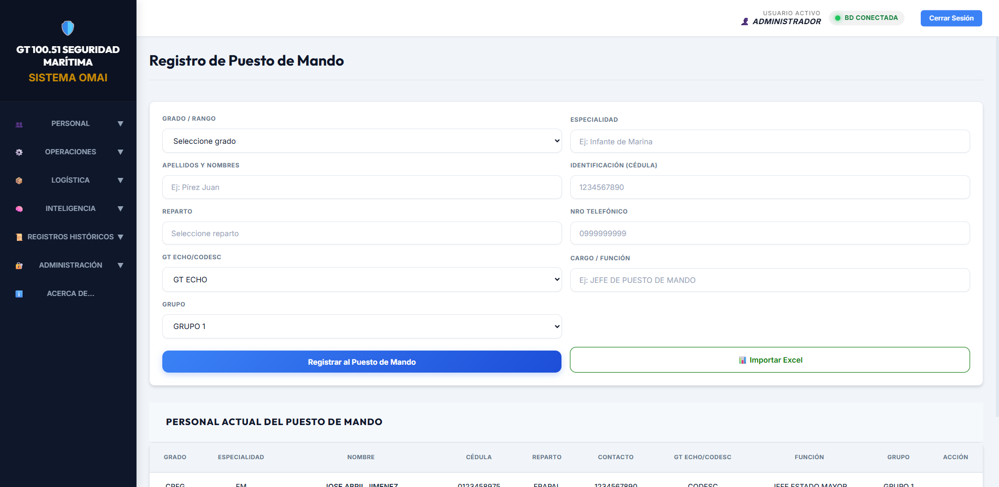 GT 100.51 SEGURIDAD
MARÍTIMA
SISTEMA OMAI
PERSONAL ▼
OPERACIONES ▼
LOGÍSTICA ▼
INTELIGENCIA ▼
REGISTROS HISTÓRICOS ▼
ADMINISTRACIÓN ▼
ACERCA DE...
USUARIO ACTIVO
ADMINISTRADOR
BD CONECTADA
Cerrar Sesión
Registro de Puesto de Mando
GRADO / RANGO
Seleccione grado
ESPECIALIDAD
Ej: Infante de Marina
APELLIDOS Y NOMBRES
Ej: Pírez Juan
IDENTIFICACIÓN (CÉDULA)
1234567890
REPARTO
Seleccione reparto
NRO TELEFÓNICO
0999999999
GT ECHO/CODESC
GT ECHO
CARGO / FUNCIÓN
Ej: JEFE DE PUESTO DE MANDO
GRUPO
GRUPO 1
Registrar al Puesto de Mando
Importar Excel
PERSONAL ACTUAL DEL PUESTO DE MANDO
GRADO ESPECIALIDAD NOMBRE CÉDULA REPARTO CONTACTO GT ECHO/CODESC FUNCIÓN GRUPO ACCIÓN
EM JOSE ABRIL JIMENEZ 0123458975 1234567890 CODESC JEFE ESTADO MAYOR GRUPO 1